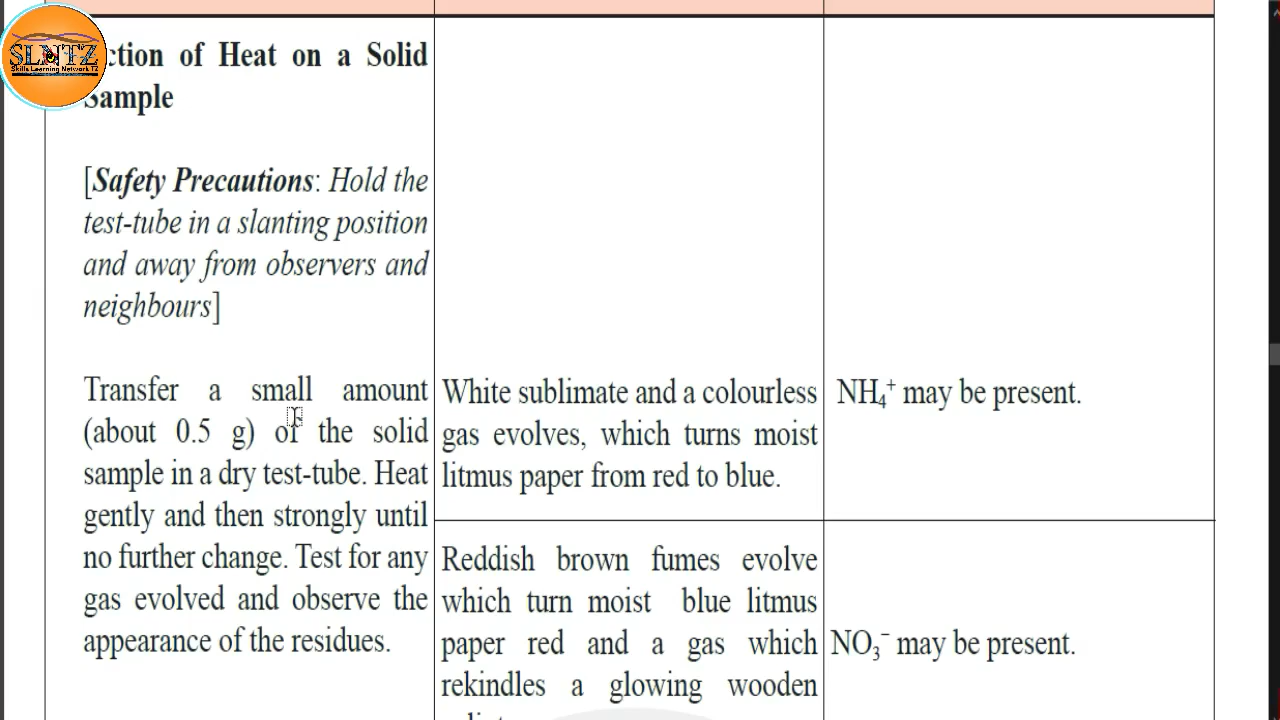 SLNTZ
Skills Learning Network TZ
ction of Heat on a Solid
Sample
[Safety Precautions: Hold the
test-tube in a slanting position
and away from observers and
neighbours]
Transfer a small amount
(about 0.5 g) of the solid
sample in a dry test-tube. Heat
gently and then strongly until
no further change. Test for any
gas evolved and observe the
appearance of the residues.
White sublimate and a colourless
gas evolves, which turns moist
litmus paper from red to blue.
NH₄⁺ may be present.
Reddish brown fumes evolve
which turn moist blue litmus
paper red and a gas which
rekindles a glowing wooden
NO₃⁻ may be present.